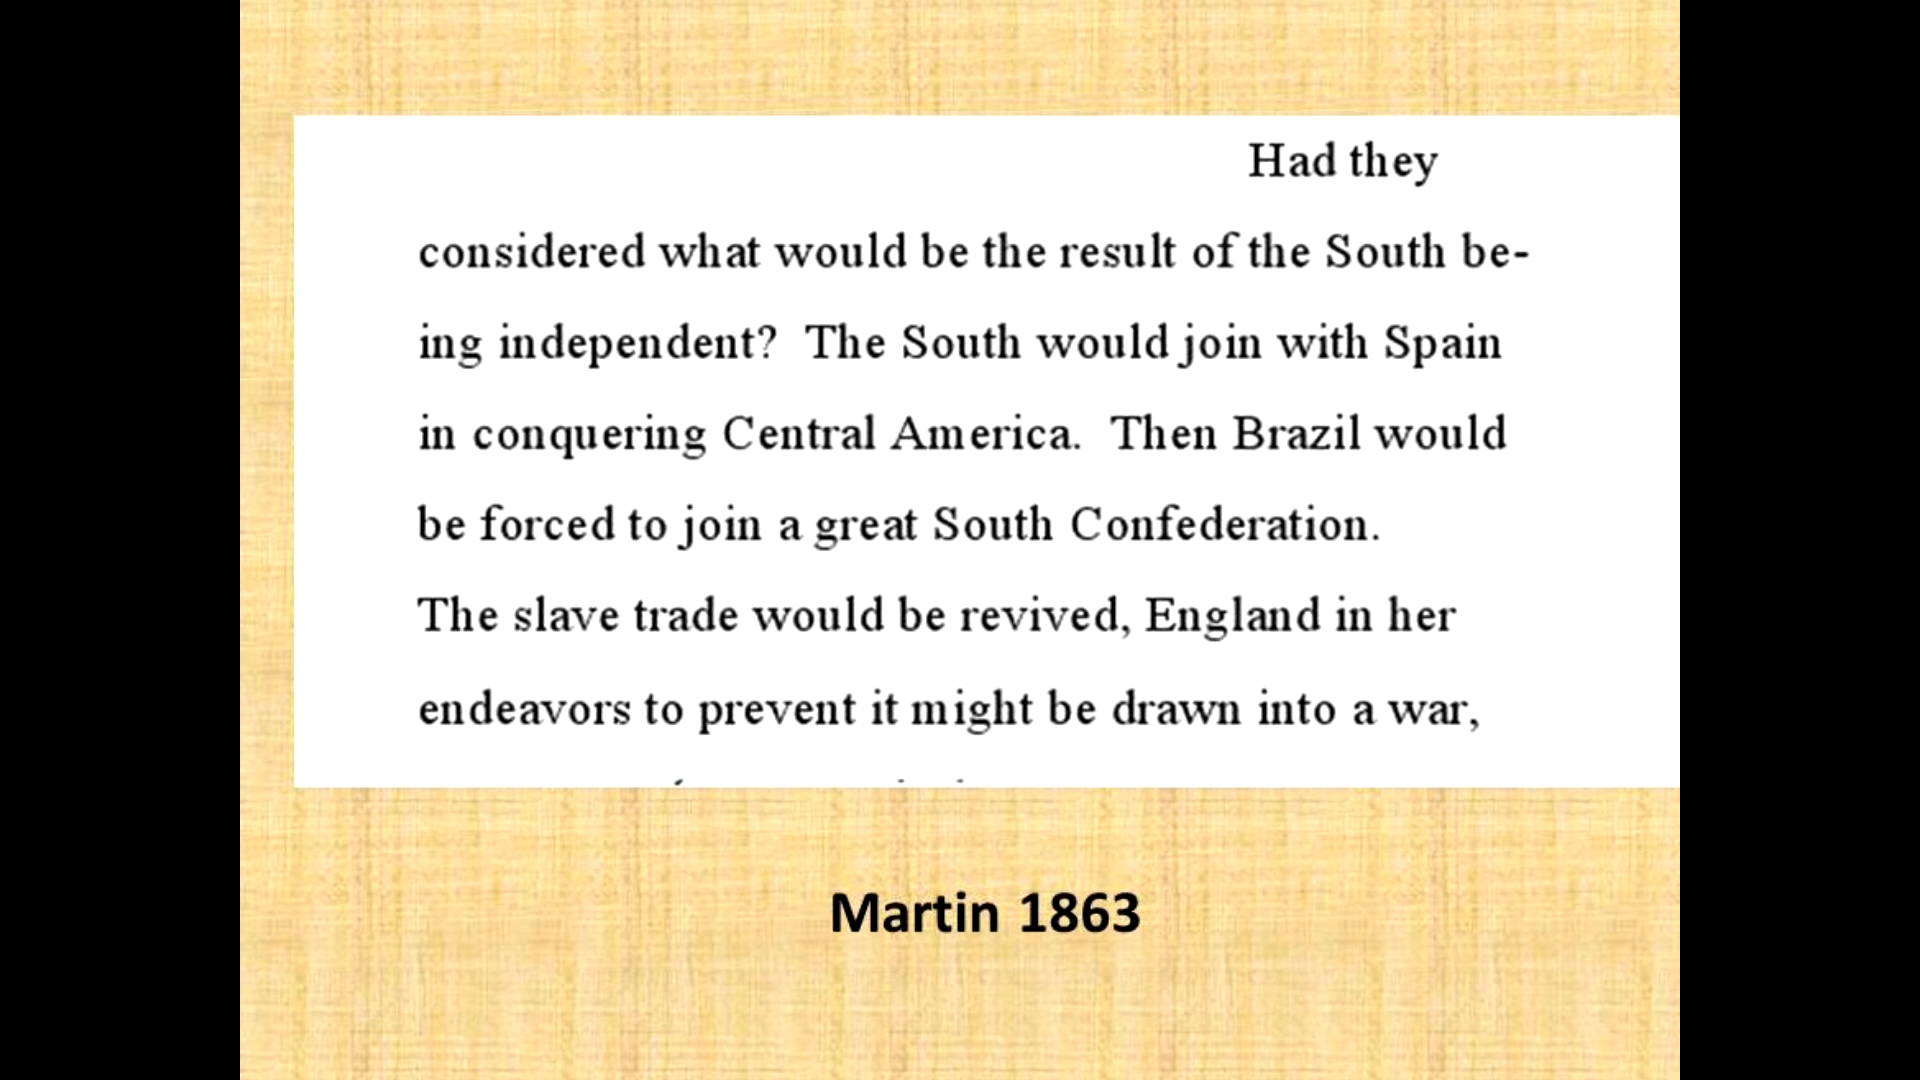 Had they
considered what would be the result of the South be-
ing independent? The South would join with Spain
in conquering Central America. Then Brazil would
be forced to join a great South Confederation.
The slave trade would be revived, England in her
endeavors to prevent it might be drawn into a war,
Martin 1863